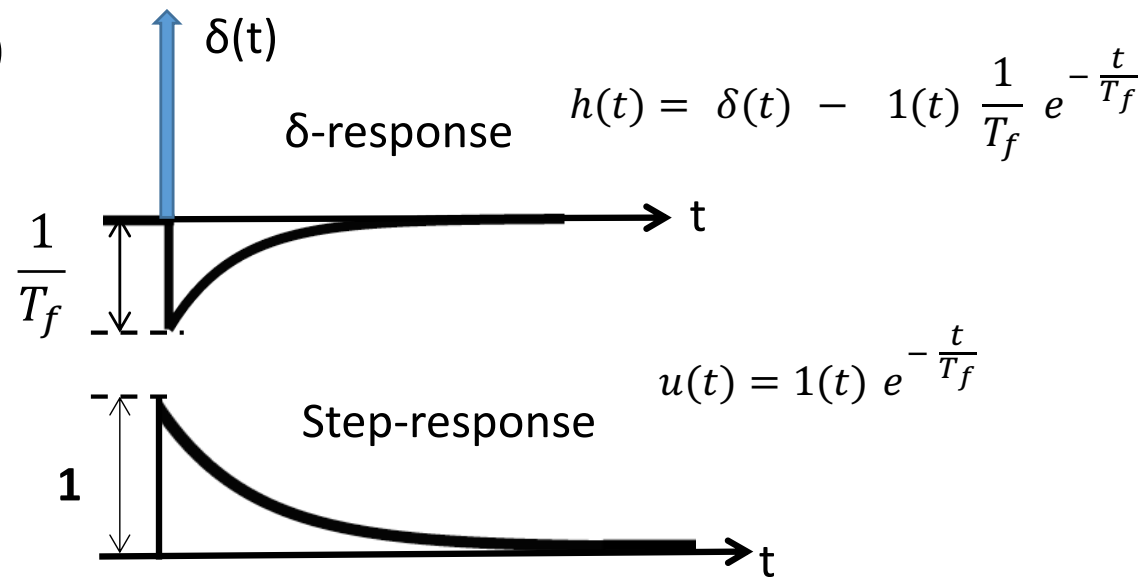 )
δ(t)
δ-response
h(t) = δ(t) − 1(t) 1/T_f e^{−t/T_f}
t
1/T_f
u(t) = 1(t) e^{−t/T_f}
Step-response
1
t